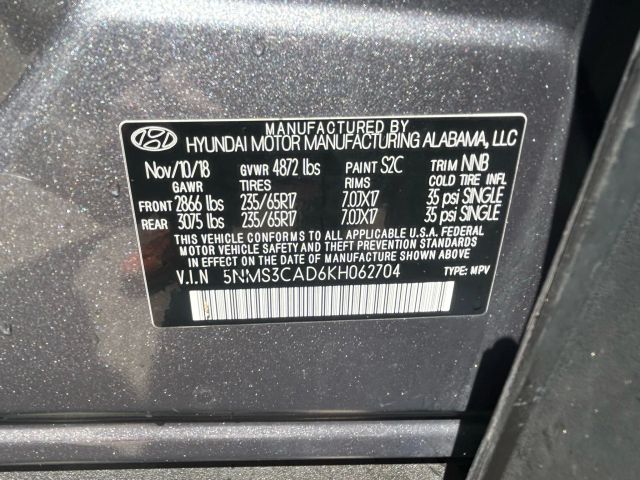 MANUFACTURED BY
HYUNDAI MOTOR MANUFACTURING ALABAMA, LLC
Nov/10/18 GVWR 4872 lbs PAINT S2C TRIM NNB
GAWR TIRES RIMS COLD TIRE INFL
FRONT 2866 lbs 235/65R17 7.0JX17 35 psi SINGLE
REAR 3075 lbs 235/65R17 7.0JX17 35 psi SINGLE
THIS VEHICLE CONFORMS TO ALL APPLICABLE U.S.A. FEDERAL
MOTOR VEHICLE SAFETY AND THEFT PREVENTION STANDARDS
IN EFFECT ON THE DATE OF MANUFACTURE SHOWN ABOVE.
V.I.N 5NMS3CAD6KH062704 TYPE: MPV